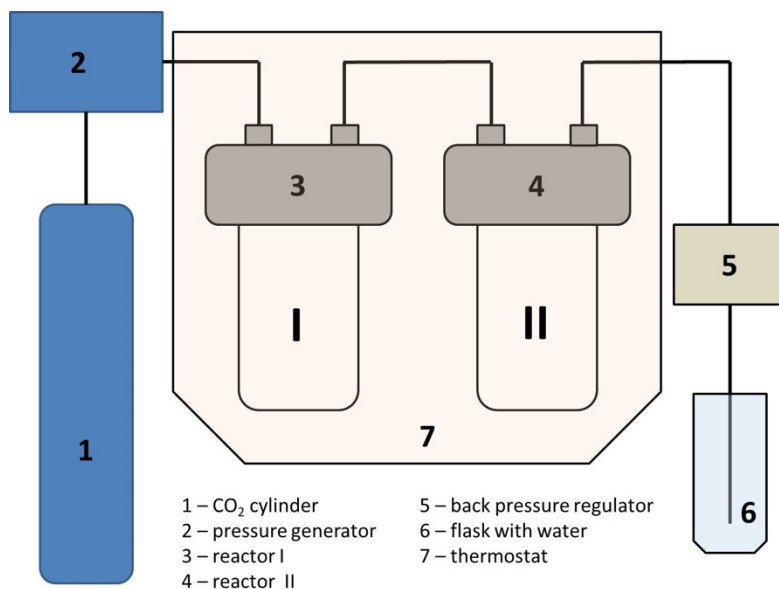 2
3
4
5
I
II
1
7
6
1 – CO₂ cylinder
2 – pressure generator
3 – reactor I
4 – reactor II
5 – back pressure regulator
6 – flask with water
7 – thermostat